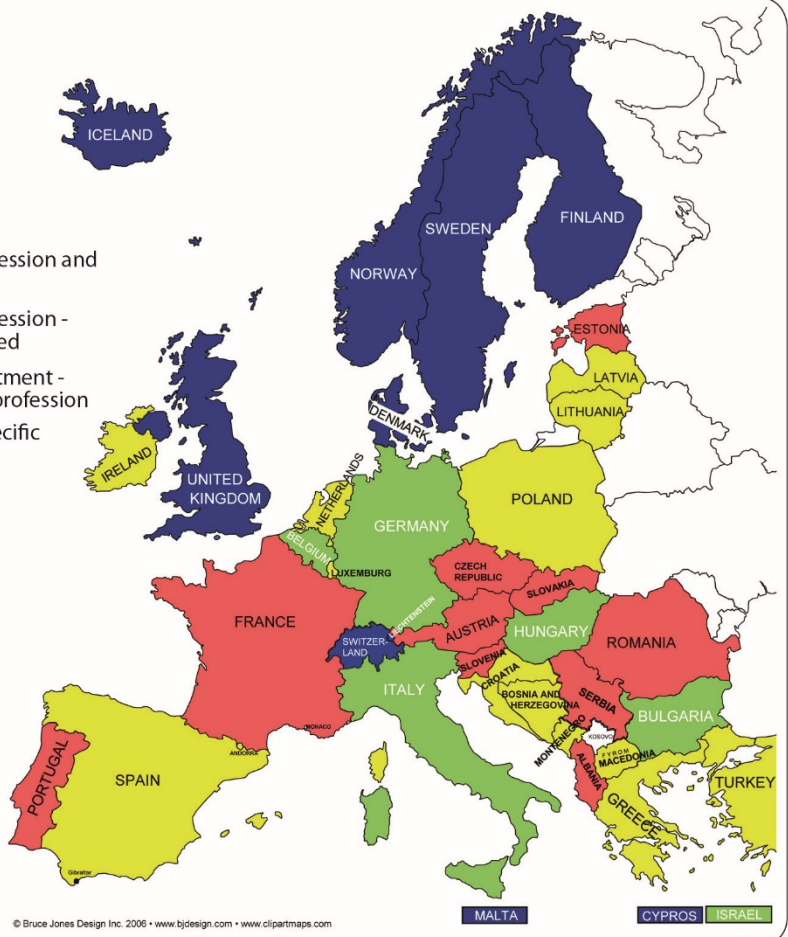 ICELAND
FINLAND
SWEDEN
NORWAY
ession and
ession -
ed
tment -
profession
ecific
ESTONIA
LATVIA
LITHUANIA
DENMARK
IRELAND
UNITED
KINGDOM
NETHERLANDS
POLAND
GERMANY
BELGIUM
LUXEMBURG
CZECH
REPUBLIC
SLOVAKIA
LIECHTENSTEIN
FRANCE
AUSTRIA
HUNGARY
ROMANIA
SWITZER-
LAND
SLOVENIA
CROATIA
ITALY
BOSNIA AND
HERZEGOVINA
SERBIA
BULGARIA
MONACO
MONTENEGRO
KOSOVO
ANDORRA
FYROM
MACEDONIA
ALBANIA
PORTUGAL
SPAIN
TURKEY
GREECE
Gibraltar
MALTA
CYPROS
ISRAEL
© Bruce Jones Design Inc. 2006 • www.bjdesign.com • www.clipartmaps.com